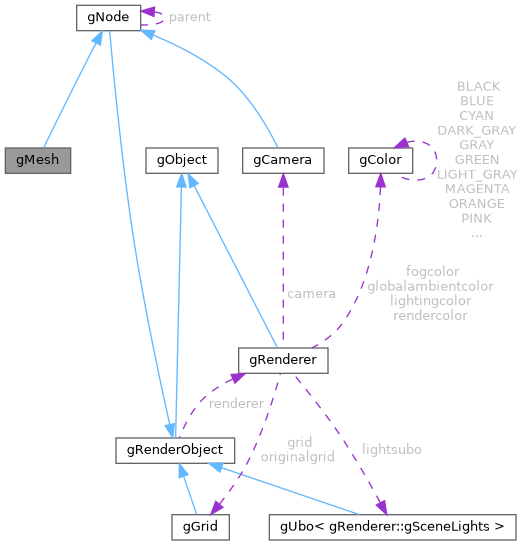 gNode
parent
gMesh
gObject
gCamera
gColor
BLACK
BLUE
CYAN
DARK_GRAY
GRAY
GREEN
LIGHT_GRAY
MAGENTA
ORANGE
PINK
...
camera
fogcolor
globalambientcolor
lightingcolor
rendercolor
gRenderer
renderer
grid
originalgrid
lightsubo
gRenderObject
gGrid
gUbo< gRenderer::gSceneLights >